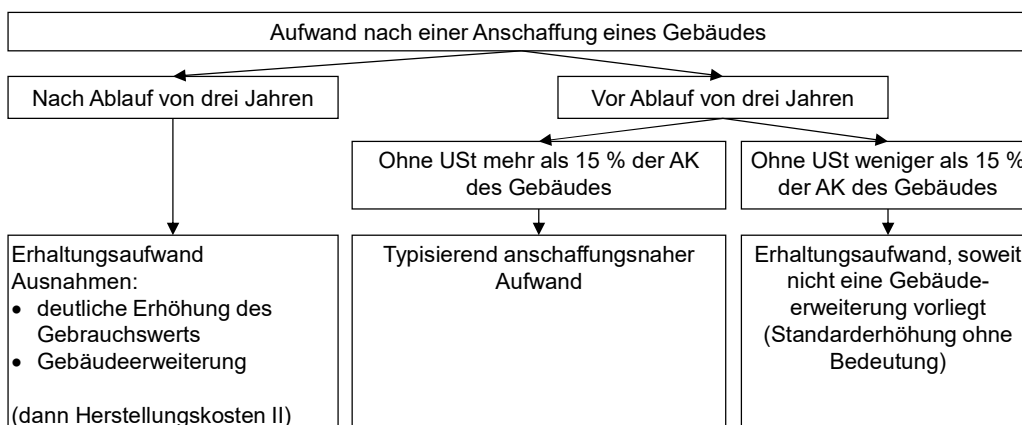 Aufwand nach einer Anschaffung eines Gebäudes
Nach Ablauf von drei Jahren
Vor Ablauf von drei Jahren
Ohne USt mehr als 15 % der AK
des Gebäudes
Ohne USt weniger als 15 %
der AK des Gebäudes
Erhaltungsaufwand
Ausnahmen:
• deutliche Erhöhung des
Gebrauchswerts
• Gebäudeerweiterung
(dann Herstellungskosten II)
Typisierend anschaffungsnaher
Aufwand
Erhaltungsaufwand, soweit
nicht eine Gebäude-
erweiterung vorliegt
(Standarderhöhung ohne
Bedeutung)